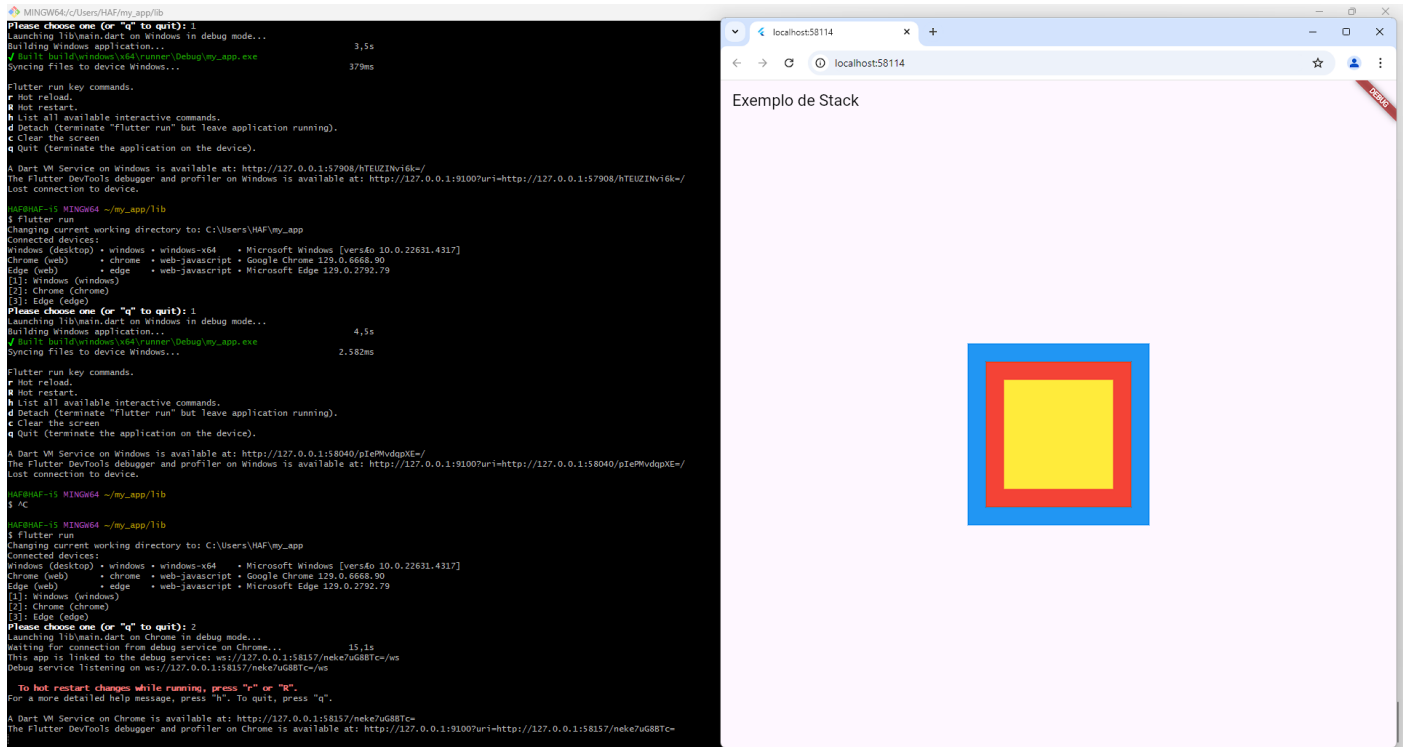 MINGW64:/c/Users/HAF/my_app/lib
Please choose one (or "q" to quit): 1
Launching lib\main.dart on Windows in debug mode...
Building Windows application... 3,5s
√ Built build\windows\x64\runner\Debug\my_app.exe
Syncing files to device Windows... 379ms
Flutter run key commands.
r Hot reload.
R Hot restart.
h List all available interactive commands.
d Detach (terminate "flutter run" but leave application running).
c Clear the screen
q Quit (terminate the application on the device).
A Dart VM Service on Windows is available at: http://127.0.0.1:57908/hTEUZINvi6k=/
The Flutter DevTools debugger and profiler on Windows is available at: http://127.0.0.1:9100?uri=http://127.0.0.1:57908/hTEUZINvi6k=/
Lost connection to device.
HAF@HAF-i5 MINGW64 ~/my_app/lib
$ flutter run
Changing current working directory to: C:\Users\HAF\my_app
Connected devices:
Windows (desktop) • windows • windows-x64 • Microsoft Windows [versÆo 10.0.22631.4317]
Chrome (web) • chrome • web-javascript • Google Chrome 129.0.6668.90
Edge (web) • edge • web-javascript • Microsoft Edge 129.0.2792.79
[1]: Windows (windows)
[2]: Chrome (chrome)
[3]: Edge (edge)
Please choose one (or "q" to quit): 1
Launching lib\main.dart on Windows in debug mode...
Building Windows application... 4,5s
√ Built build\windows\x64\runner\Debug\my_app.exe
Syncing files to device Windows... 2.582ms
Flutter run key commands.
r Hot reload.
R Hot restart.
h List all available interactive commands.
d Detach (terminate "flutter run" but leave application running).
c Clear the screen
q Quit (terminate the application on the device).
A Dart VM Service on Windows is available at: http://127.0.0.1:58040/pIePMvdqpXE=/
The Flutter DevTools debugger and profiler on Windows is available at: http://127.0.0.1:9100?uri=http://127.0.0.1:58040/pIePMvdqpXE=/
Lost connection to device.
HAF@HAF-i5 MINGW64 ~/my_app/lib
$ ^C
HAF@HAF-i5 MINGW64 ~/my_app/lib
$ flutter run
Changing current working directory to: C:\Users\HAF\my_app
Connected devices:
Windows (desktop) • windows • windows-x64 • Microsoft Windows [versÆo 10.0.22631.4317]
Chrome (web) • chrome • web-javascript • Google Chrome 129.0.6668.90
Edge (web) • edge • web-javascript • Microsoft Edge 129.0.2792.79
[1]: Windows (windows)
[2]: Chrome (chrome)
[3]: Edge (edge)
Please choose one (or "q" to quit): 2
Launching lib\main.dart on Chrome in debug mode...
Waiting for connection from debug service on Chrome... 15,1s
This app is linked to the debug service: ws://127.0.0.1:58157/neke7uG8BTc=/ws
Debug service listening on ws://127.0.0.1:58157/neke7uG8BTc=/ws
To hot restart changes while running, press "r" or "R".
For a more detailed help message, press "h". To quit, press "q".
A Dart VM Service on Chrome is available at: http://127.0.0.1:58157/neke7uG8BTc=
The Flutter DevTools debugger and profiler on Chrome is available at: http://127.0.0.1:9100?uri=http://127.0.0.1:58157/neke7uG8BTc=
localhost:58114
localhost:58114
Exemplo de Stack
DEBUG